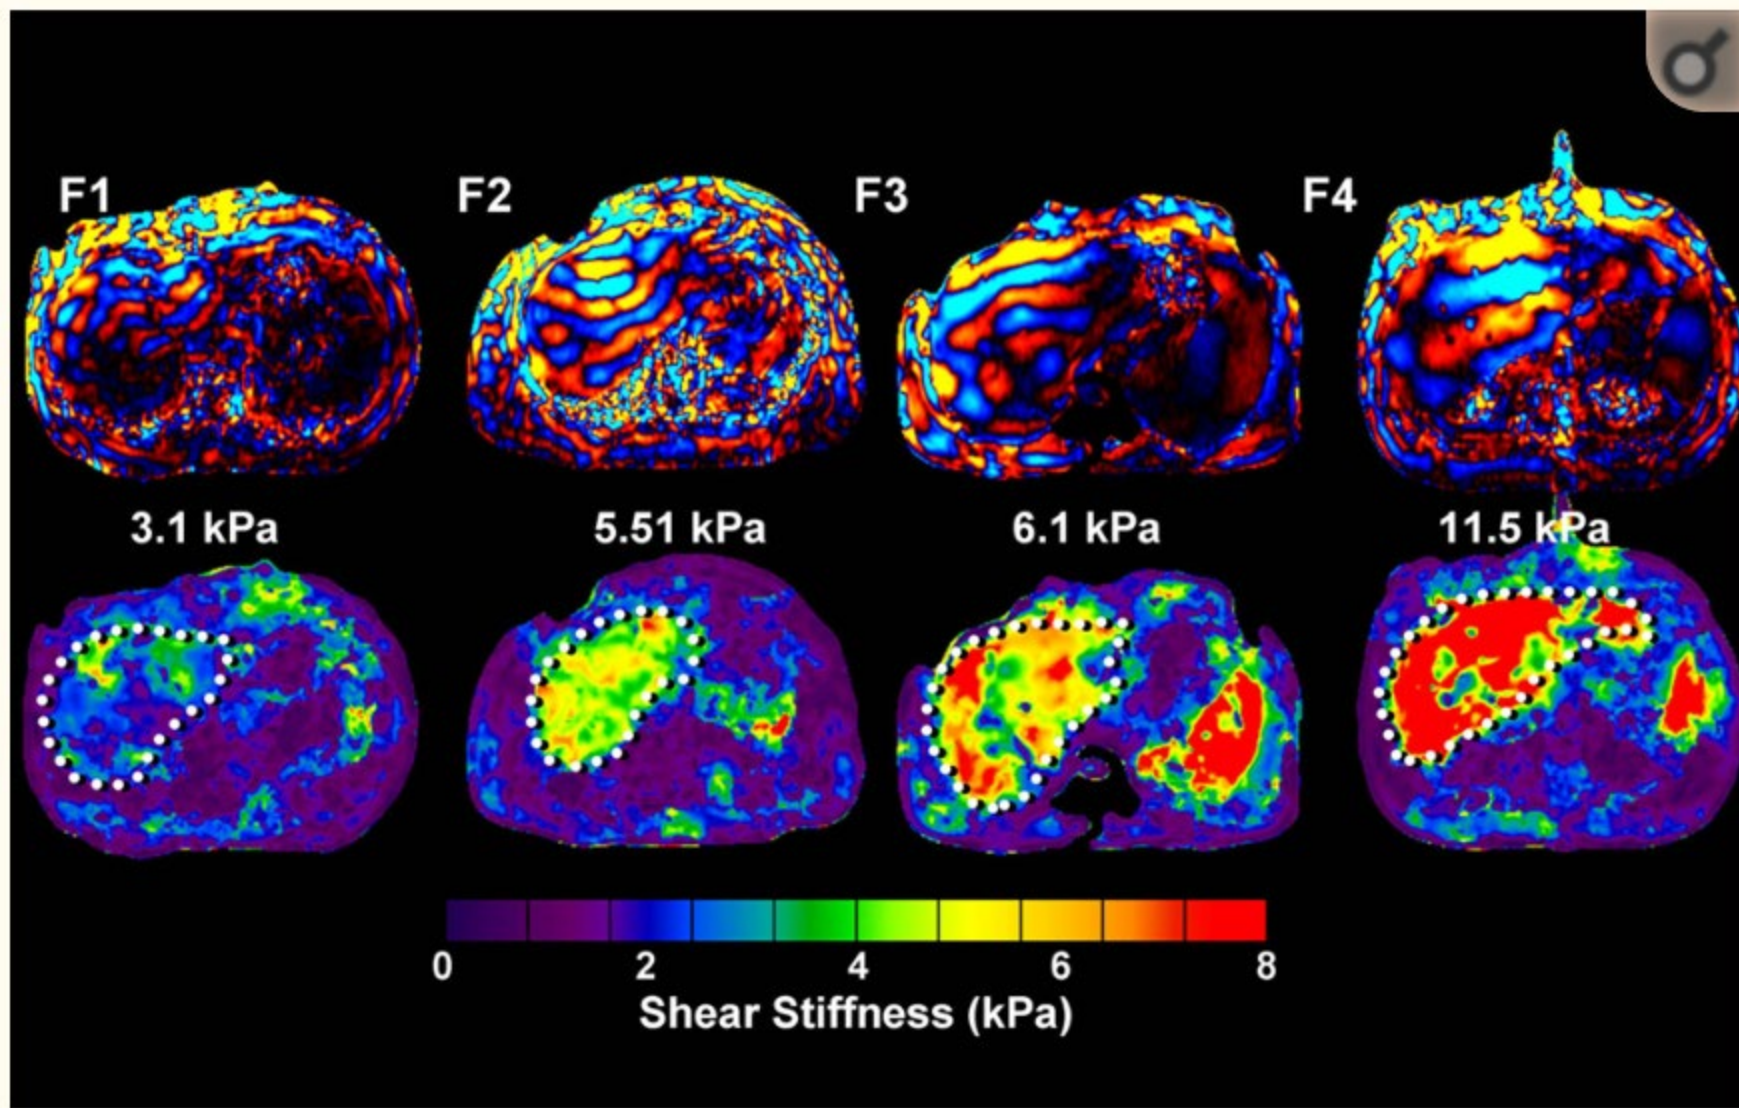 F1 F2 F3 F4
3.1 kPa 5.51 kPa 6.1 kPa 11.5 kPa
0 2 4 6 8
Shear Stiffness (kPa)